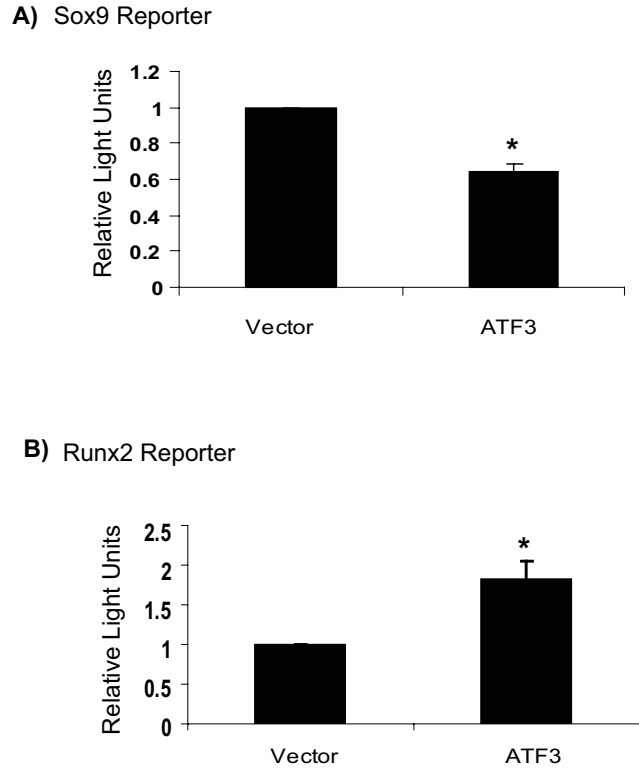 A) Sox9 Reporter
Relative Light Units
1.2
1
0.8
0.6
0.4
0.2
0
*
Vector
ATF3
B) Runx2 Reporter
Relative Light Units
2.5
2
1.5
1
0.5
0
*
Vector
ATF3